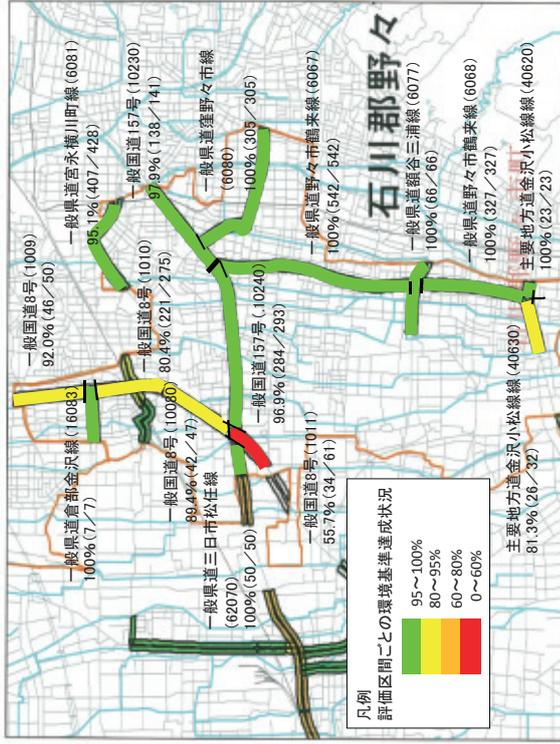 一般県道宮永横川町線(6081)
95.1%(407/428)
一般国道157号(10230)
97.9%(138/141)
一般県道窪野々市線
(6080)
100%(305/305)
一般県道野々市鶴来線(6067)
100%(542/542)
石川郡野々
一般県道額谷三浦線(6077)
100%(66/66)
一般県道野々市鶴来線(6068)
100%(327/327)
主要地方道金沢小松線線(40620)
100%(23/23)
一般国道8号(1009)
92.0%(46/50)
一般国道8号(1010)
80.4%(221/275)
一般国道157号(10240)
96.9%(284/293)
一般県道倉部金沢線(16083)
100%(7/7)
一般国道8号(10080)
89.4%(42/47)
一般県道三日市松任線
(62070)
100%(50/50)
一般国道8号(1011)
55.7%(34/61)
主要地方道金沢小松線線(40630)
81.3%(26/32)
凡例
評価区間ごとの環境基準達成状況
95～100%
80～95%
60～80%
0～60%